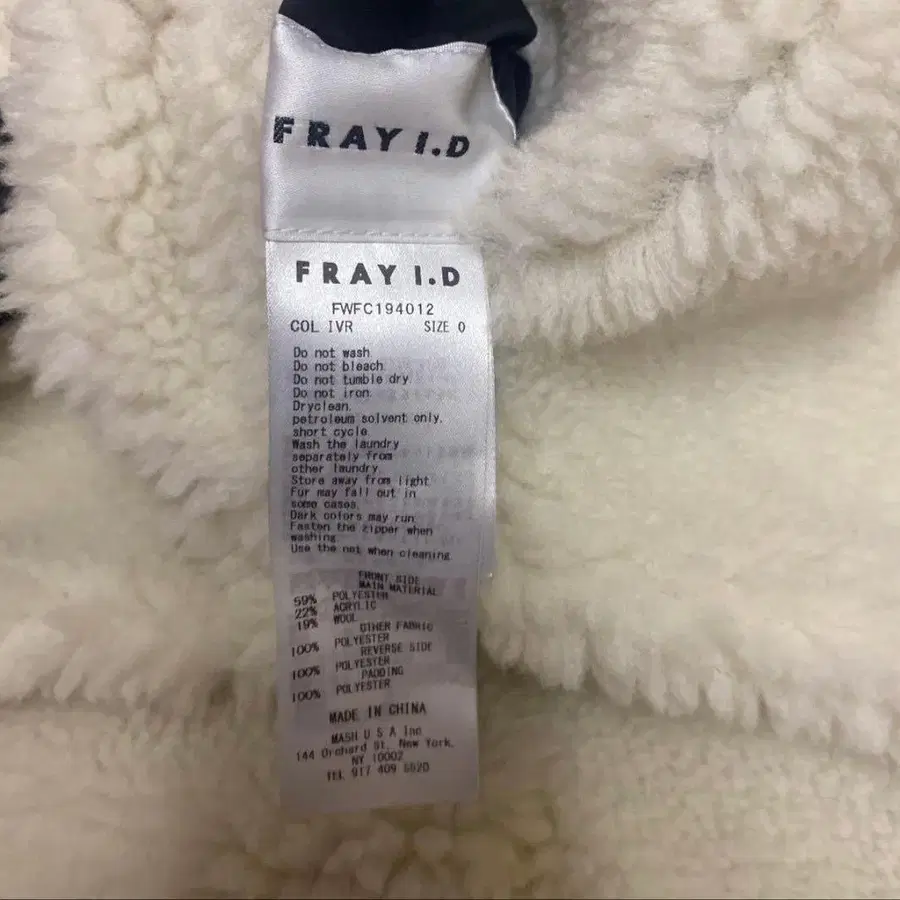 FRAY I.D
FRAY I.D
FWFC194012
COL IVR SIZE 0
Do not wash
Do not bleach
Do not tumble dry
Do not iron
Dryclean.
petroleum solvent only.
short cycle.
Wash the laundry
separately from
other laundry.
Store away from light
Fur may fall out in
some cases.
Dark colors may run
Fasten the zipper when
washing
Use the net when cleaning
FRONT SIDE
MAIN MATERIAL
59% POLYESTER
22% ACRYLIC
19% WOOL
OTHER FABRIC
100% POLYESTER
REVERSE SIDE
100% POLYESTER
PADDING
100% POLYESTER
MADE IN CHINA
MASH U S A Inc
144 Orchard St. New York,
NY 10002
TEL 917 409 5520